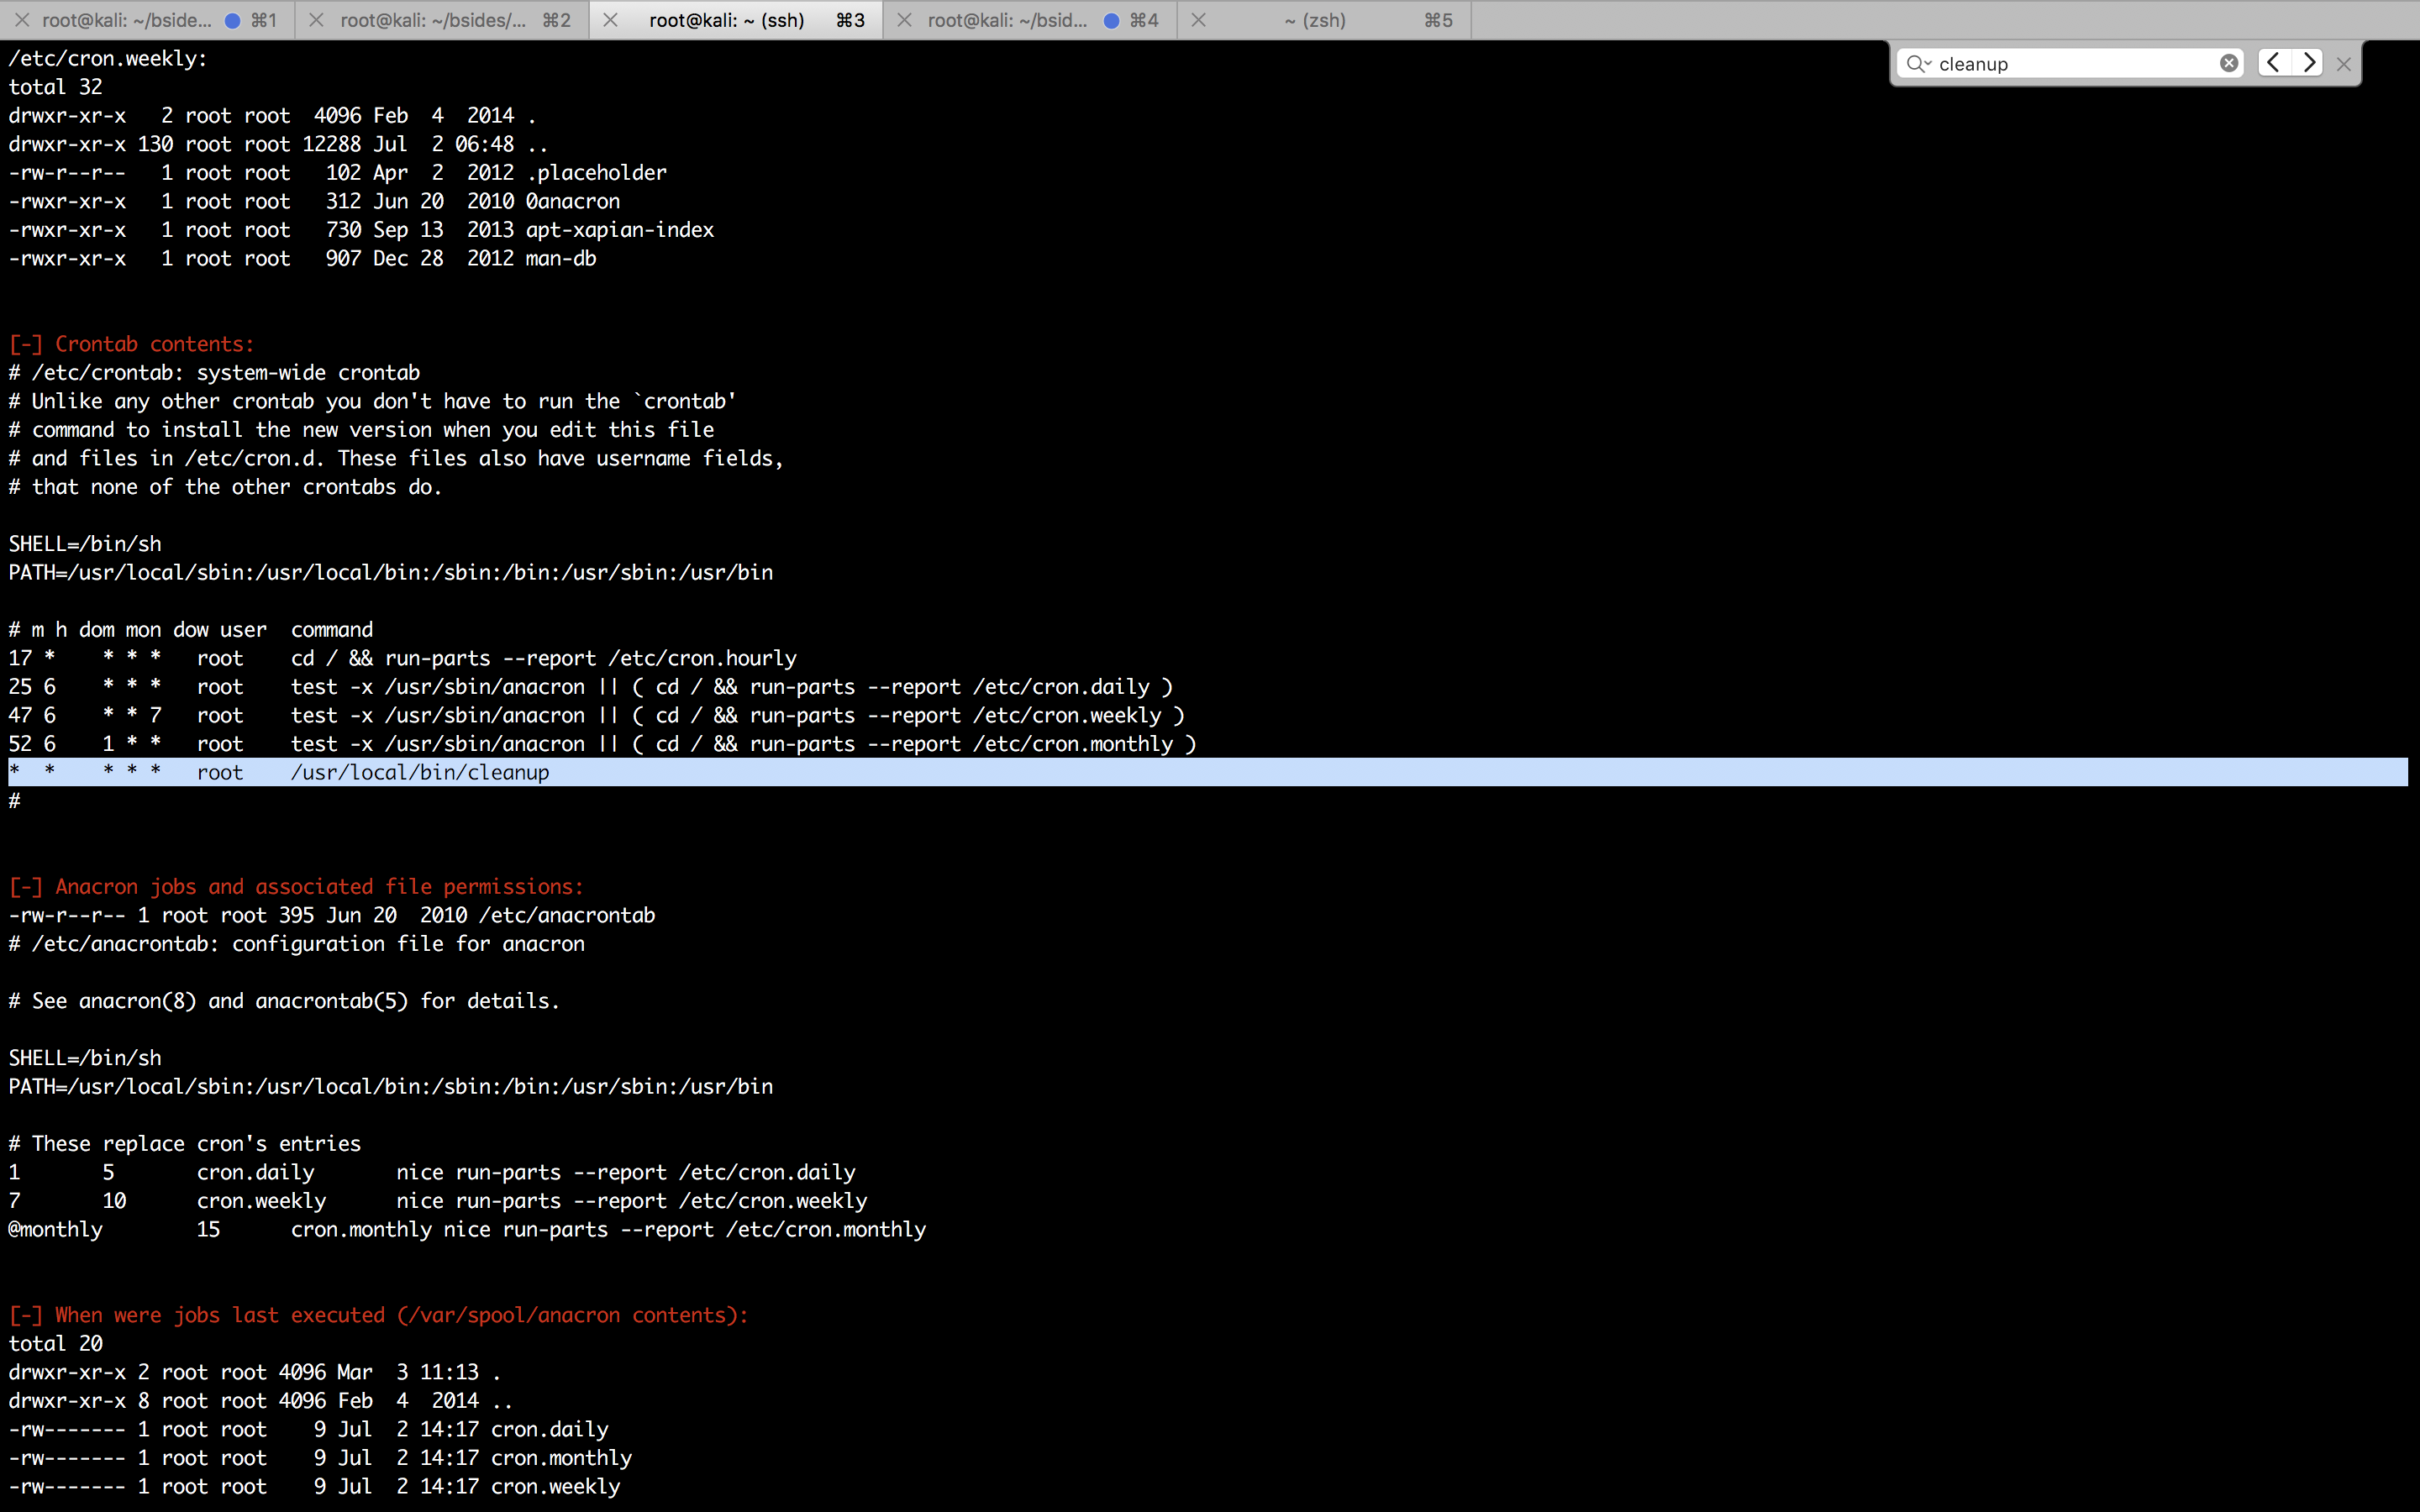 root@kali: ~/bside... ⌘1 root@kali: ~/bsides/... ⌘2 root@kali: ~ (ssh) ⌘3 root@kali: ~/bsid... ⌘4 ~ (zsh) ⌘5
cleanup
/etc/cron.weekly:
total 32
drwxr-xr-x   2 root root  4096 Feb  4  2014 .
drwxr-xr-x 130 root root 12288 Jul  2 06:48 ..
-rw-r--r--   1 root root   102 Apr  2  2012 .placeholder
-rwxr-xr-x   1 root root   312 Jun 20  2010 0anacron
-rwxr-xr-x   1 root root   730 Sep 13  2013 apt-xapian-index
-rwxr-xr-x   1 root root   907 Dec 28  2012 man-db
[-] Crontab contents:
# /etc/crontab: system-wide crontab
# Unlike any other crontab you don't have to run the `crontab'
# command to install the new version when you edit this file
# and files in /etc/cron.d. These files also have username fields,
# that none of the other crontabs do.
SHELL=/bin/sh
PATH=/usr/local/sbin:/usr/local/bin:/sbin:/bin:/usr/sbin:/usr/bin
# m h dom mon dow user  command
17 *    * * *   root    cd / && run-parts --report /etc/cron.hourly
25 6    * * *   root    test -x /usr/sbin/anacron || ( cd / && run-parts --report /etc/cron.daily )
47 6    * * 7   root    test -x /usr/sbin/anacron || ( cd / && run-parts --report /etc/cron.weekly )
52 6    1 * *   root    test -x /usr/sbin/anacron || ( cd / && run-parts --report /etc/cron.monthly )
*  *    * * *   root    /usr/local/bin/cleanup
#
[-] Anacron jobs and associated file permissions:
-rw-r--r-- 1 root root 395 Jun 20  2010 /etc/anacrontab
# /etc/anacrontab: configuration file for anacron
# See anacron(8) and anacrontab(5) for details.
SHELL=/bin/sh
PATH=/usr/local/sbin:/usr/local/bin:/sbin:/bin:/usr/sbin:/usr/bin
# These replace cron's entries
1       5       cron.daily       nice run-parts --report /etc/cron.daily
7       10      cron.weekly      nice run-parts --report /etc/cron.weekly
@monthly        15      cron.monthly nice run-parts --report /etc/cron.monthly
[-] When were jobs last executed (/var/spool/anacron contents):
total 20
drwxr-xr-x 2 root root 4096 Mar  3 11:13 .
drwxr-xr-x 8 root root 4096 Feb  4  2014 ..
-rw------- 1 root root    9 Jul  2 14:17 cron.daily
-rw------- 1 root root    9 Jul  2 14:17 cron.monthly
-rw------- 1 root root    9 Jul  2 14:17 cron.weekly